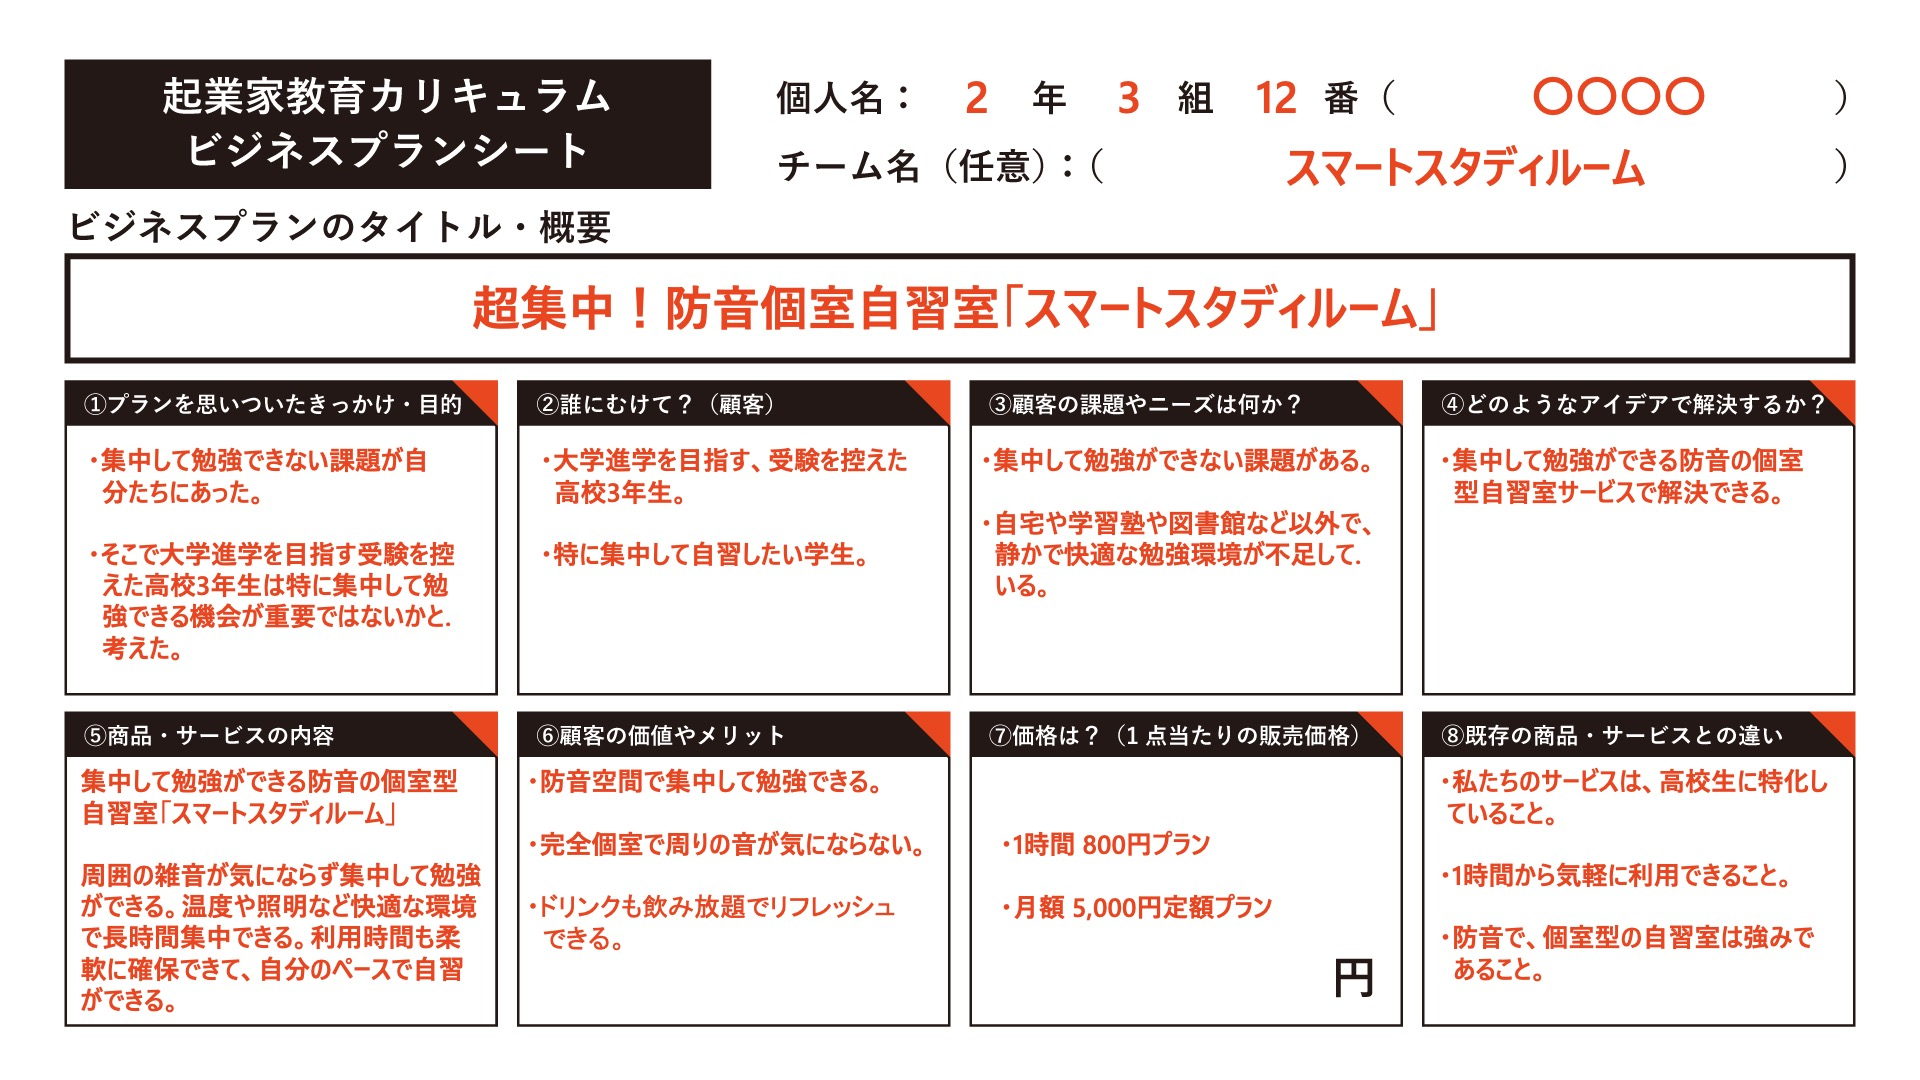 起業家教育カリキュラム
ビジネスプランシート
個人名： 2 年 3 組 12 番（ 〇〇〇〇 ）
チーム名（任意）：（ スマートスタディルーム ）
ビジネスプランのタイトル・概要
超集中！防音個室自習室「スマートスタディルーム」
①プランを思いついたきっかけ・目的
・集中して勉強できない課題が自
分たちにあった。
・そこで大学進学を目指す受験を控
えた高校3年生は特に集中して勉
強できる機会が重要ではないかと.
考えた。
②誰にむけて？（顧客）
・大学進学を目指す、受験を控えた
高校3年生。
・特に集中して自習したい学生。
③顧客の課題やニーズは何か？
・集中して勉強ができない課題がある。
・自宅や学習塾や図書館など以外で、
静かで快適な勉強環境が不足して.
いる。
④どのようなアイデアで解決するか？
・集中して勉強ができる防音の個室
型自習室サービスで解決できる。
⑤商品・サービスの内容
集中して勉強ができる防音の個室型
自習室「スマートスタディルーム」
周囲の雑音が気にならず集中して勉強
ができる。温度や照明など快適な環境
で長時間集中できる。利用時間も柔
軟に確保できて、自分のペースで自習
ができる。
⑥顧客の価値やメリット
・防音空間で集中して勉強できる。
・完全個室で周りの音が気にならない。
・ドリンクも飲み放題でリフレッシュ
できる。
⑦価格は？（1 点当たりの販売価格）
・1時間 800円プラン
・月額 5,000円定額プラン
円
⑧既存の商品・サービスとの違い
・私たちのサービスは、高校生に特化し
ていること。
・1時間から気軽に利用できること。
・防音で、個室型の自習室は強みで
あること。